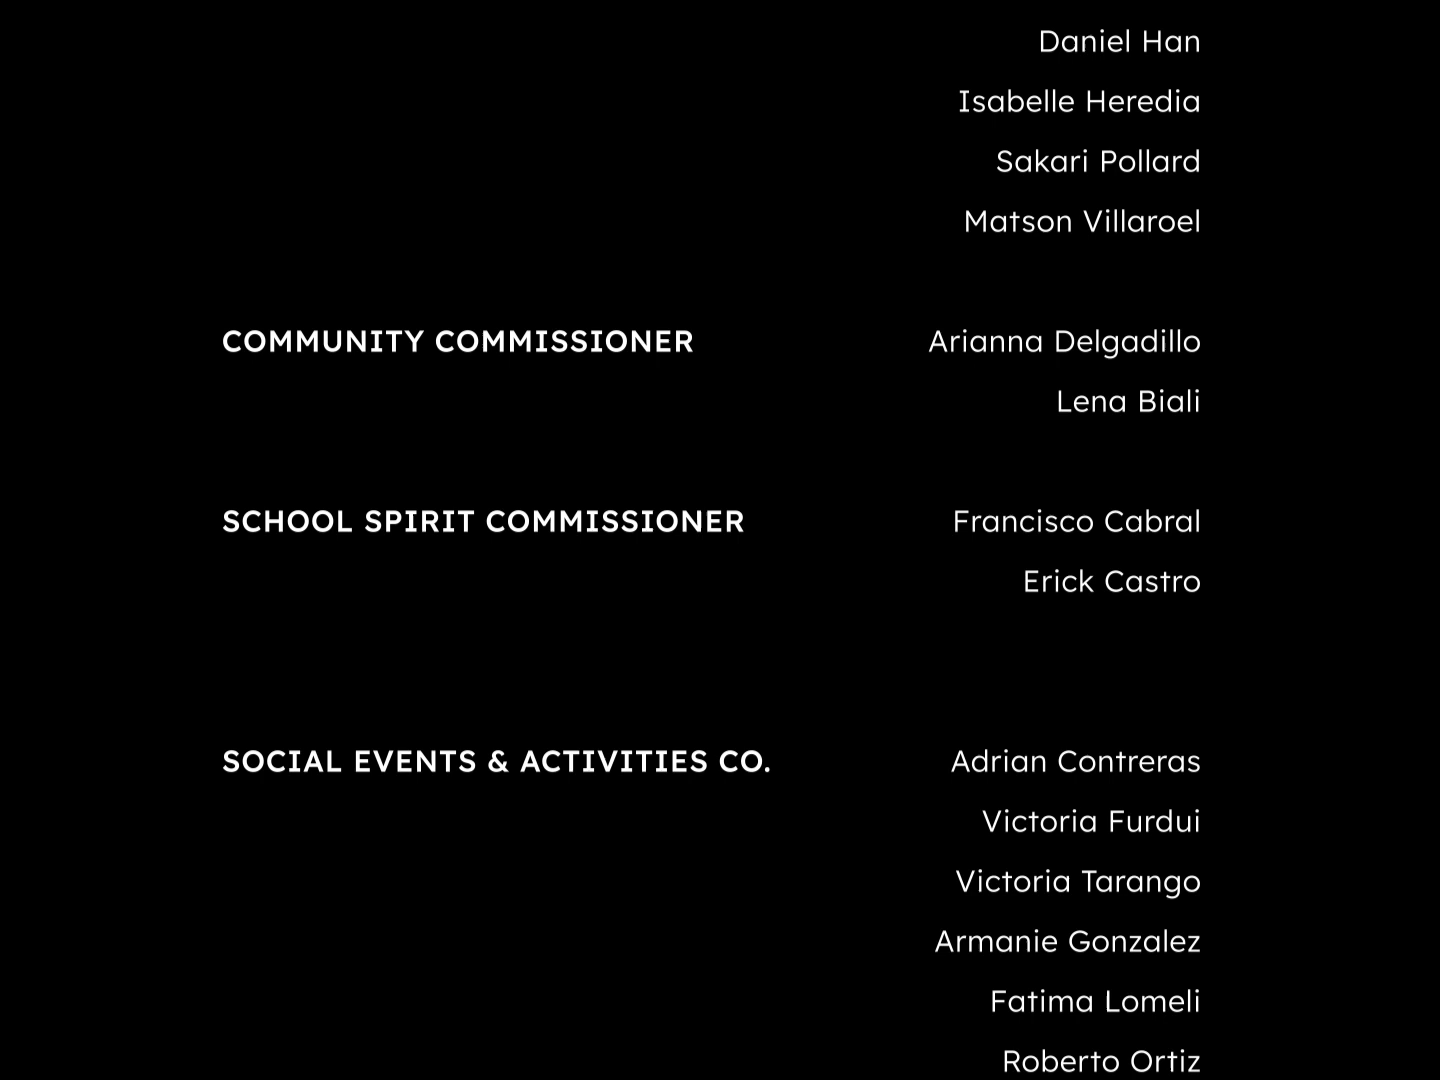 Daniel Han
Isabelle Heredia
Sakari Pollard
Matson Villaroel
COMMUNITY COMMISSIONER Arianna Delgadillo
Lena Biali
SCHOOL SPIRIT COMMISSIONER Francisco Cabral
Erick Castro
SOCIAL EVENTS & ACTIVITIES CO. Adrian Contreras
Victoria Furdui
Victoria Tarango
Armanie Gonzalez
Fatima Lomeli
Roberto Ortiz